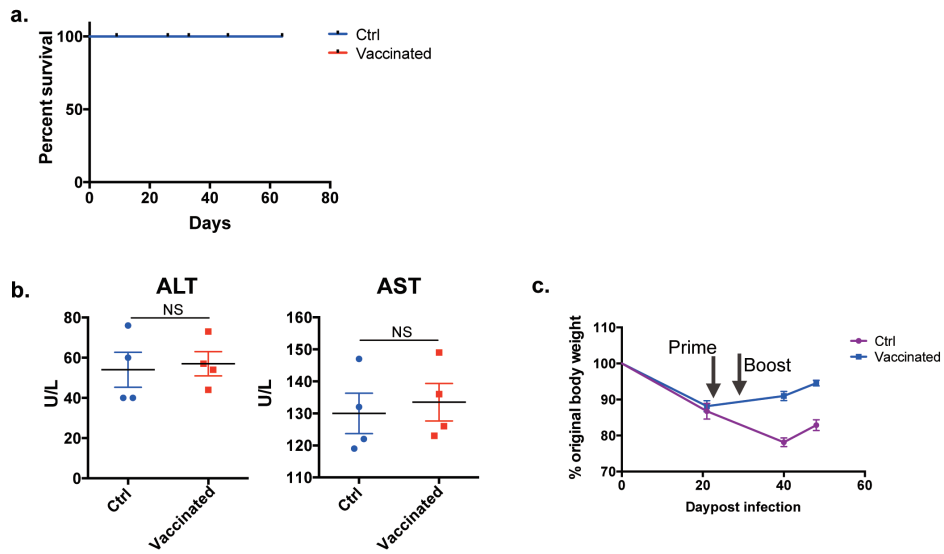 a.
Percent survival
100
50
0
0 20 40 60 80
Days
Ctrl
Vaccinated
b.
ALT
NS
U/L
80
60
40
20
0
Ctrl
Vaccinated
AST
NS
U/L
160
150
140
130
120
110
Ctrl
Vaccinated
c.
% original body weight
110
100
90
80
70
Prime
Boost
0 20 40 60
Daypost infection
Ctrl
Vaccinated